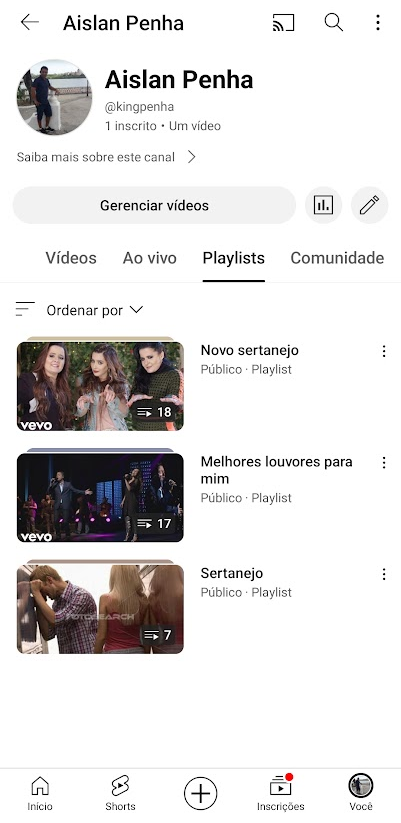 Aislan Penha
Aislan Penha
@kingpenha
1 inscrito • Um vídeo
Saiba mais sobre este canal
Gerenciar vídeos
Vídeos
Ao vivo
Playlists
Comunidade
Ordenar por
vevo
18
Novo sertanejo
Público · Playlist
vevo
17
Melhores louvores para
mim
Público · Playlist
FOTOSEARCH
7
Sertanejo
Público · Playlist
Início
Shorts
Inscrições
Você